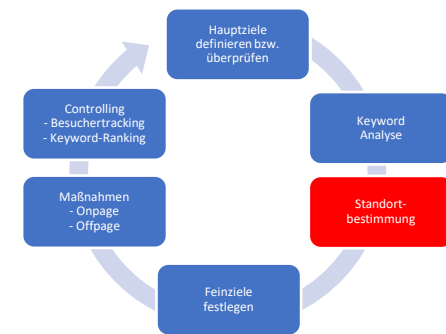 Hauptziele
definieren bzw.
überprüfen
Keyword
Analyse
Standort-
bestimmung
Feinziele
festlegen
Maßnahmen
- Onpage
- Offpage
Controlling
- Besuchertracking
- Keyword-Ranking